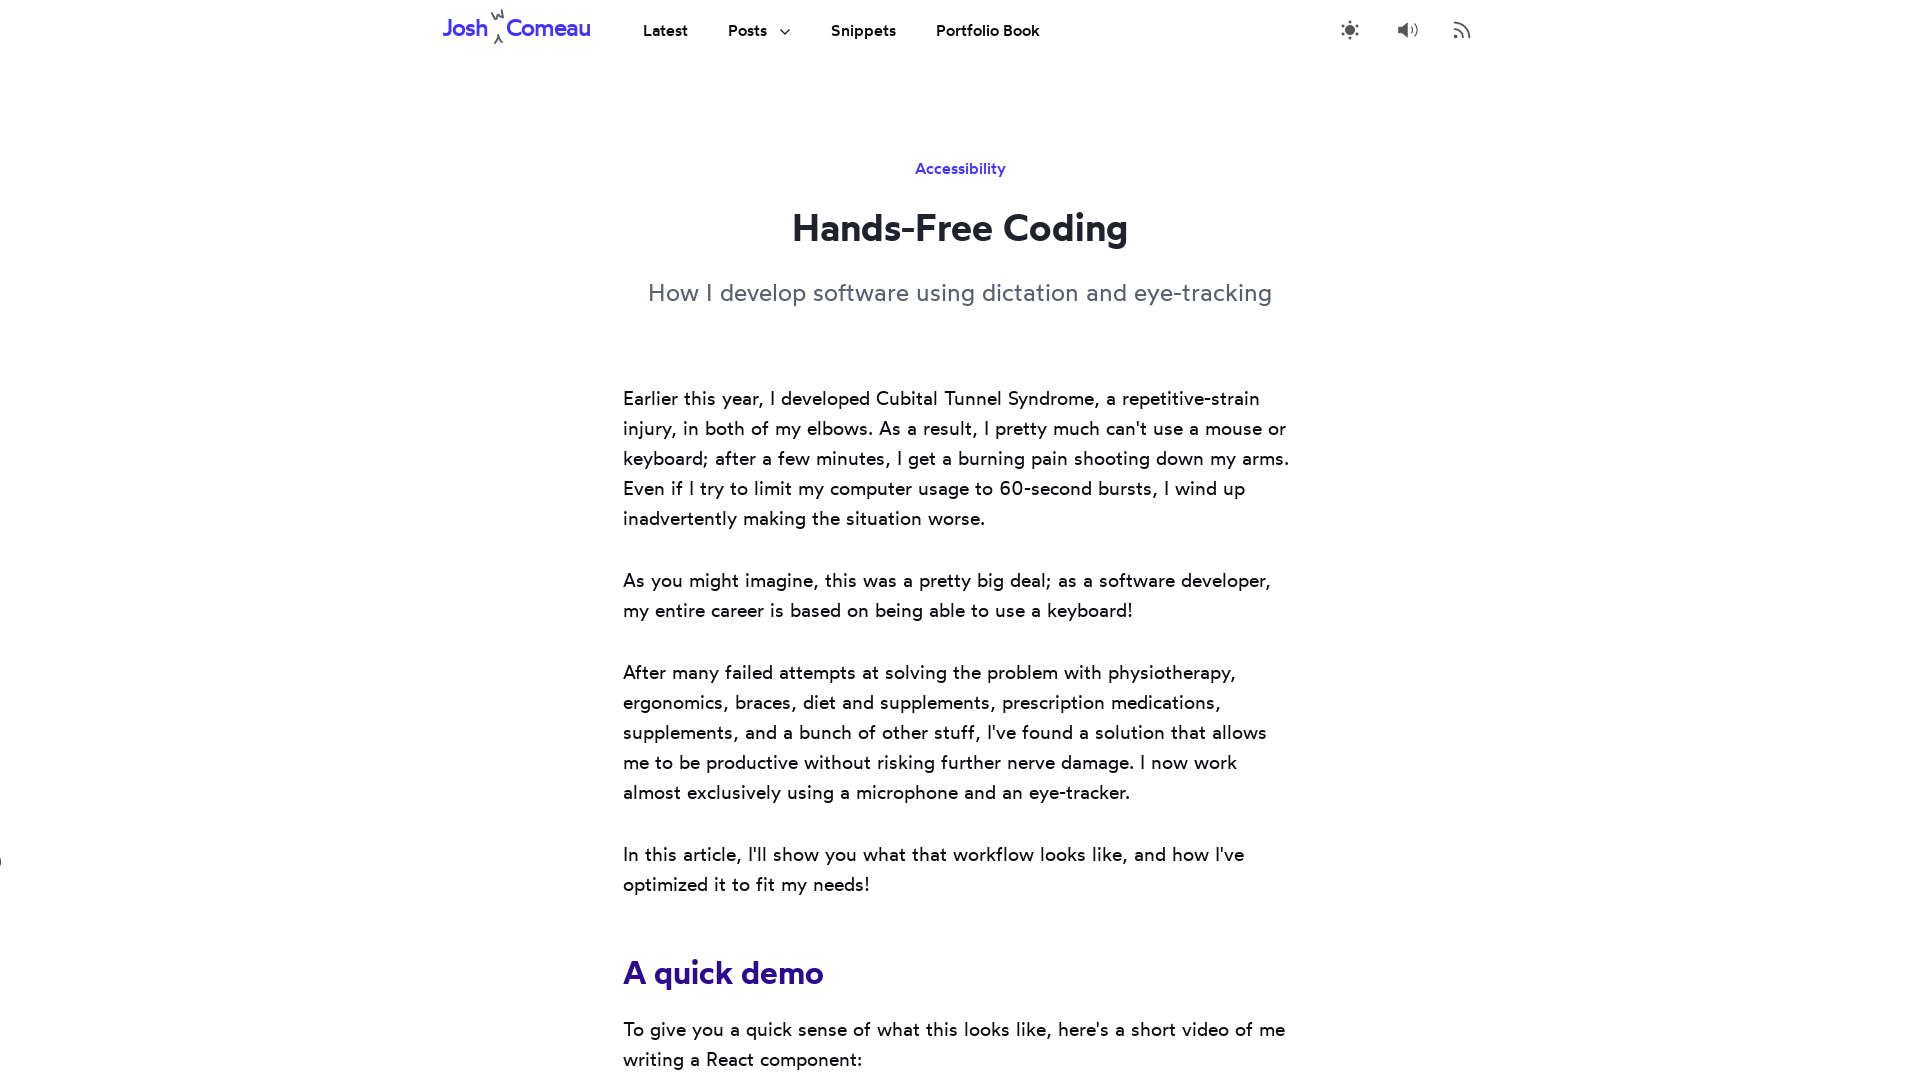 Josh W Comeau
Latest
Posts
Snippets
Portfolio Book
Accessibility
Hands-Free Coding
How I develop software using dictation and eye-tracking
Earlier this year, I developed Cubital Tunnel Syndrome, a repetitive-strain
injury, in both of my elbows. As a result, I pretty much can't use a mouse or
keyboard; after a few minutes, I get a burning pain shooting down my arms.
Even if I try to limit my computer usage to 60-second bursts, I wind up
inadvertently making the situation worse.
As you might imagine, this was a pretty big deal; as a software developer,
my entire career is based on being able to use a keyboard!
After many failed attempts at solving the problem with physiotherapy,
ergonomics, braces, diet and supplements, prescription medications,
supplements, and a bunch of other stuff, I've found a solution that allows
me to be productive without risking further nerve damage. I now work
almost exclusively using a microphone and an eye-tracker.
In this article, I'll show you what that workflow looks like, and how I've
optimized it to fit my needs!
A quick demo
To give you a quick sense of what this looks like, here's a short video of me
writing a React component: